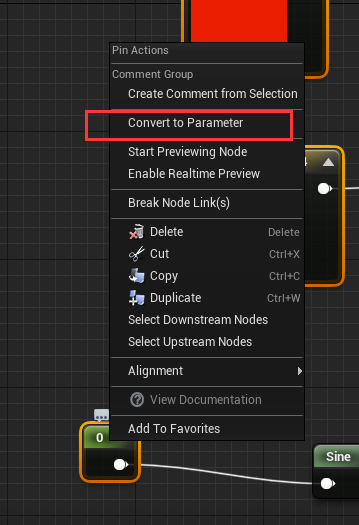 Pin Actions
Comment Group
Create Comment from Selection
Convert to Parameter
Start Previewing Node
Enable Realtime Preview
Break Node Link(s)
Delete Delete
Cut Ctrl+X
Copy Ctrl+C
Duplicate Ctrl+W
Select Downstream Nodes
Select Upstream Nodes
Alignment
View Documentation
Add To Favorites
0
Sine